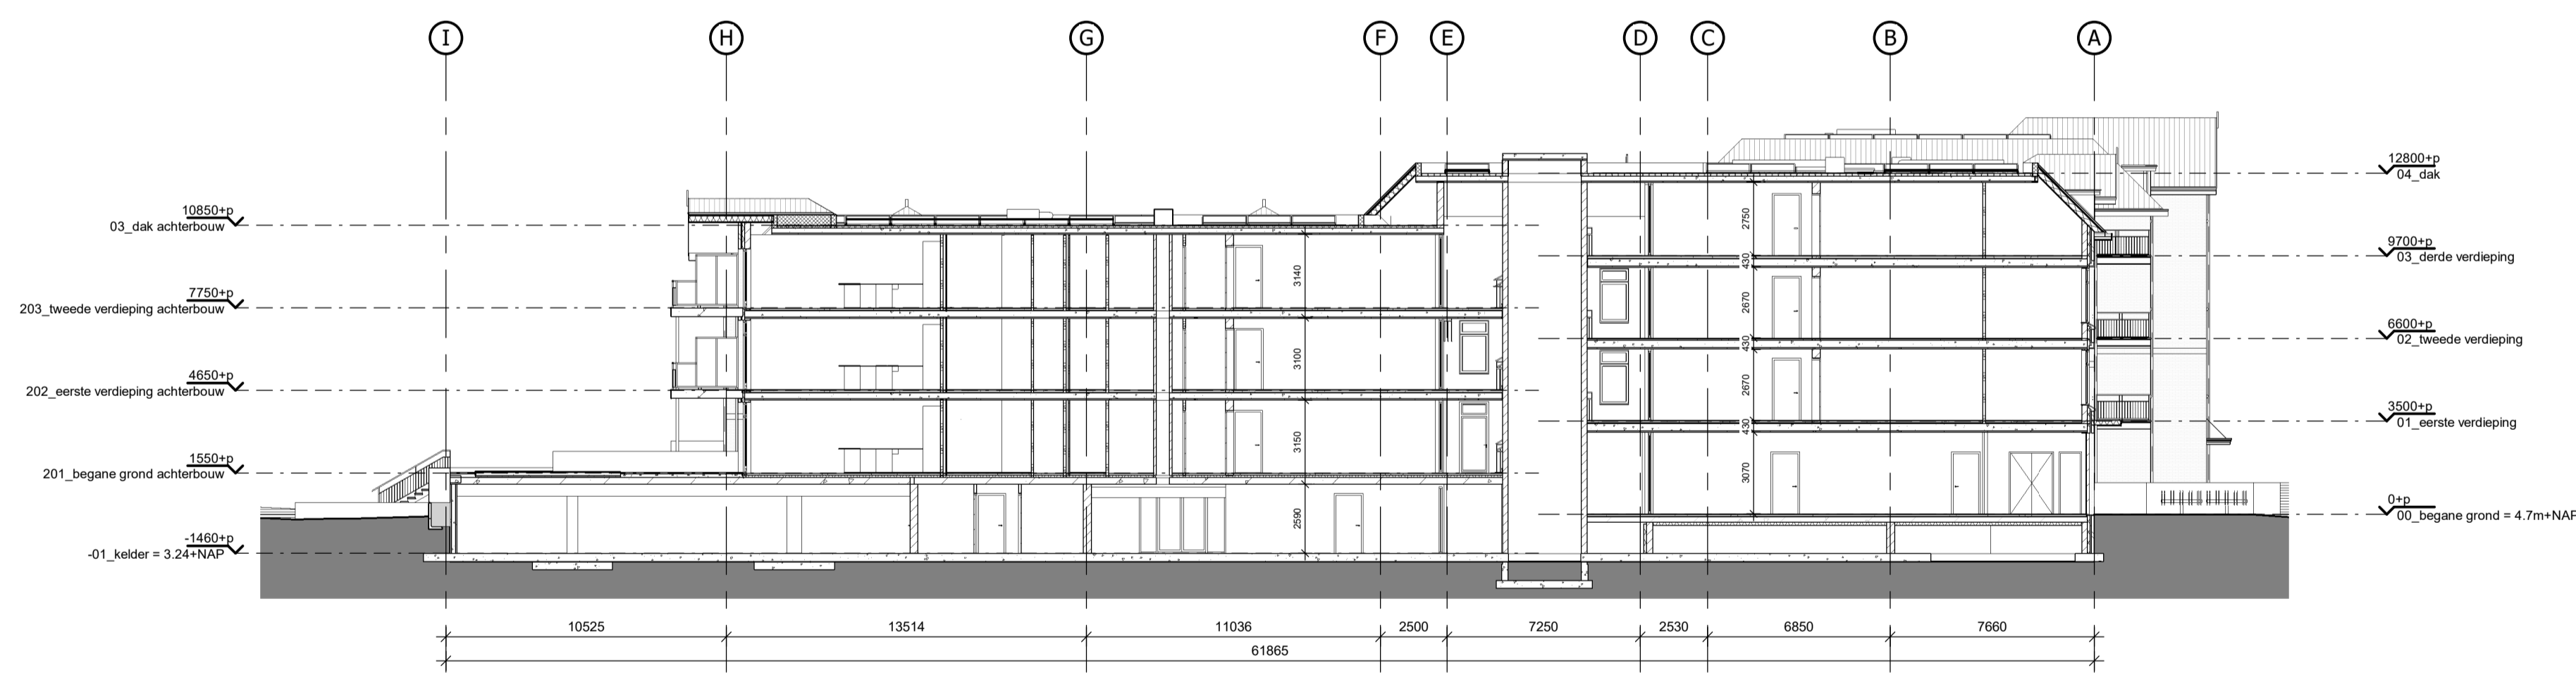 I
H
G
F
E
D
C
B
A
10850+p
03_dak achterbouw
7750+p
203_tweede verdieping achterbouw
4650+p
202_eerste verdieping achterbouw
1550+p
201_begane grond achterbouw
-1460+p
-01_kelder = 3.24+NAP
3140
3100
3150
2590
2750
430
2670
430
2670
430
3070
12800+p
04_dak
9700+p
03_derde verdieping
6600+p
02_tweede verdieping
3500+p
01_eerste verdieping
0+p
00_begane grond = 4.7m+NAP
10525
13514
11036
2500
7250
2530
6850
7660
61865